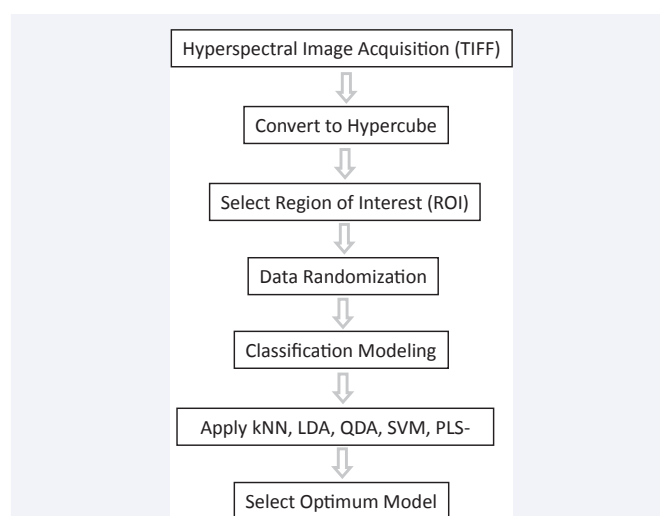 Hyperspectral Image Acquisition (TIFF)
Convert to Hypercube
Select Region of Interest (ROI)
Data Randomization
Classification Modeling
Apply kNN, LDA, QDA, SVM, PLS-
Select Optimum Model